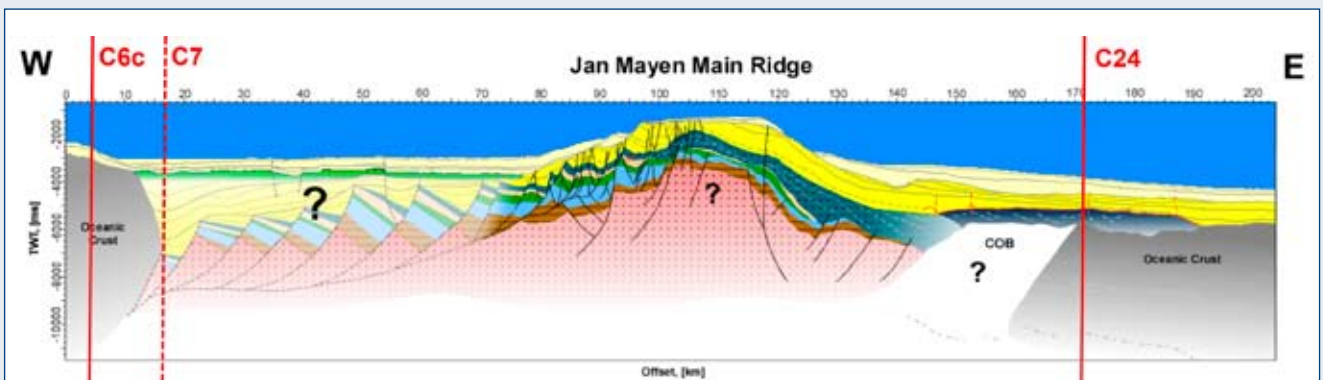 C6c C7 C24
W Jan Mayen Main Ridge E
0 10 20 30 40 50 60 70 80 90 100 110 120 130 140 150 160 170 180 190 200
-2000
-4000
-6000
-8000
-10000
TWT, [ms]
? ?
Oceanic
Crust
COB
?
Oceanic Crust
Offset, [km]